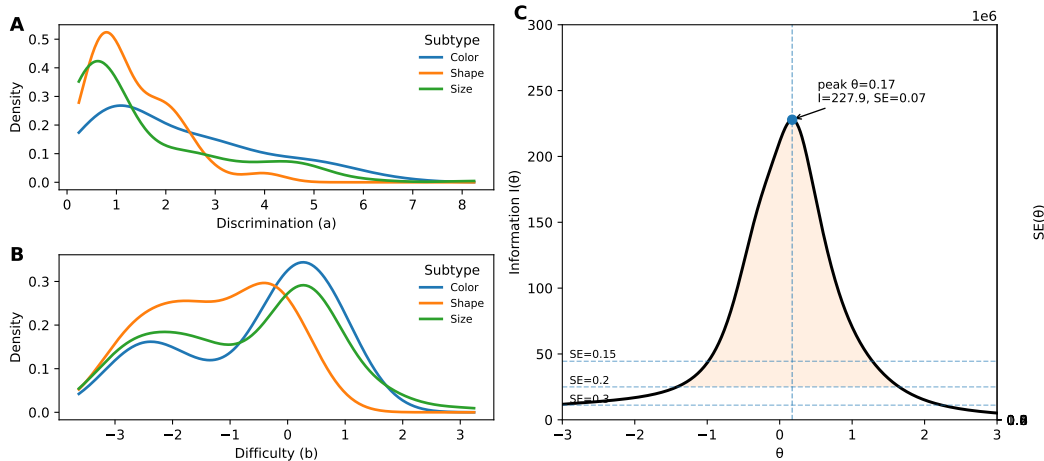 A
Density
0.5
0.4
0.3
0.2
0.1
0.0
0 1 2 3 4 5 6 7 8
Discrimination (a)
Subtype
Color
Shape
Size
B
Density
0.3
0.2
0.1
0.0
−3 −2 −1 0 1 2 3
Difficulty (b)
Subtype
Color
Shape
Size
C
1e6
Information I(θ)
300
250
200
150
100
50
0
peak θ=0.17
I=227.9, SE=0.07
SE=0.15
SE=0.2
SE=0.3
−3 −2 −1 0 1 2 3
θ
SE(θ)